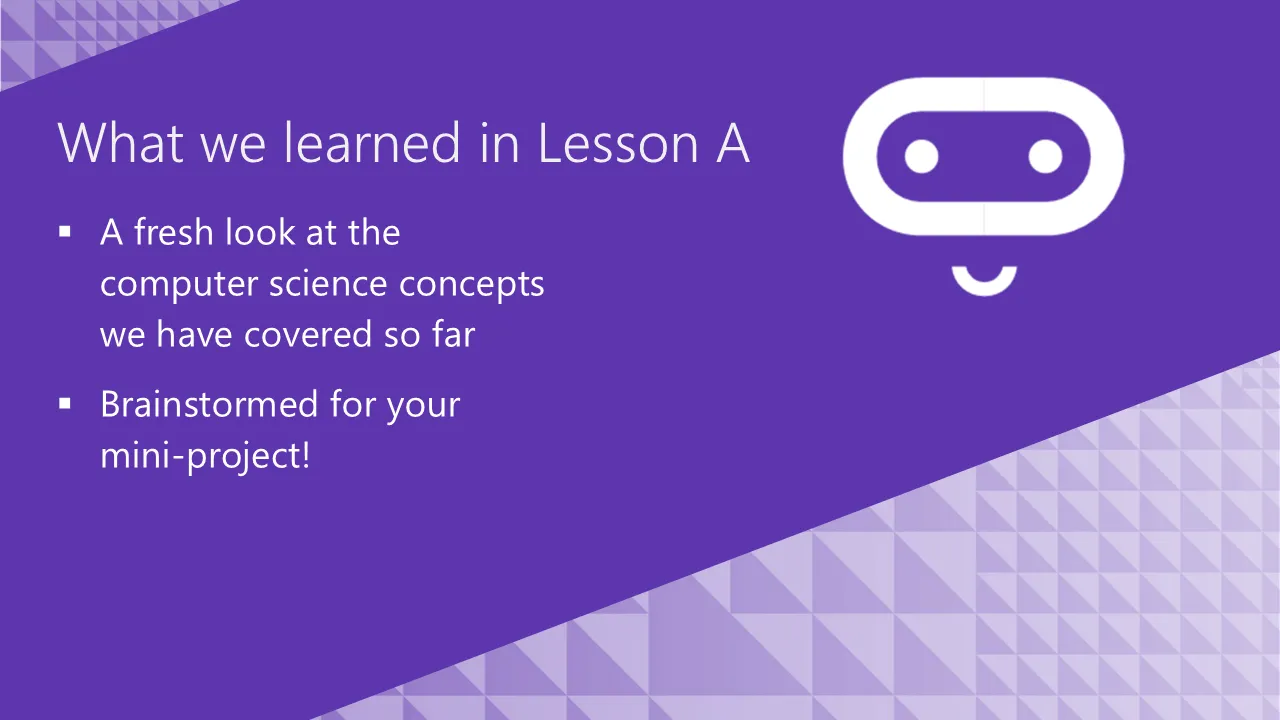 What we learned in Lesson A
▪ A fresh look at the
computer science concepts
we have covered so far
▪ Brainstormed for your
mini-project!